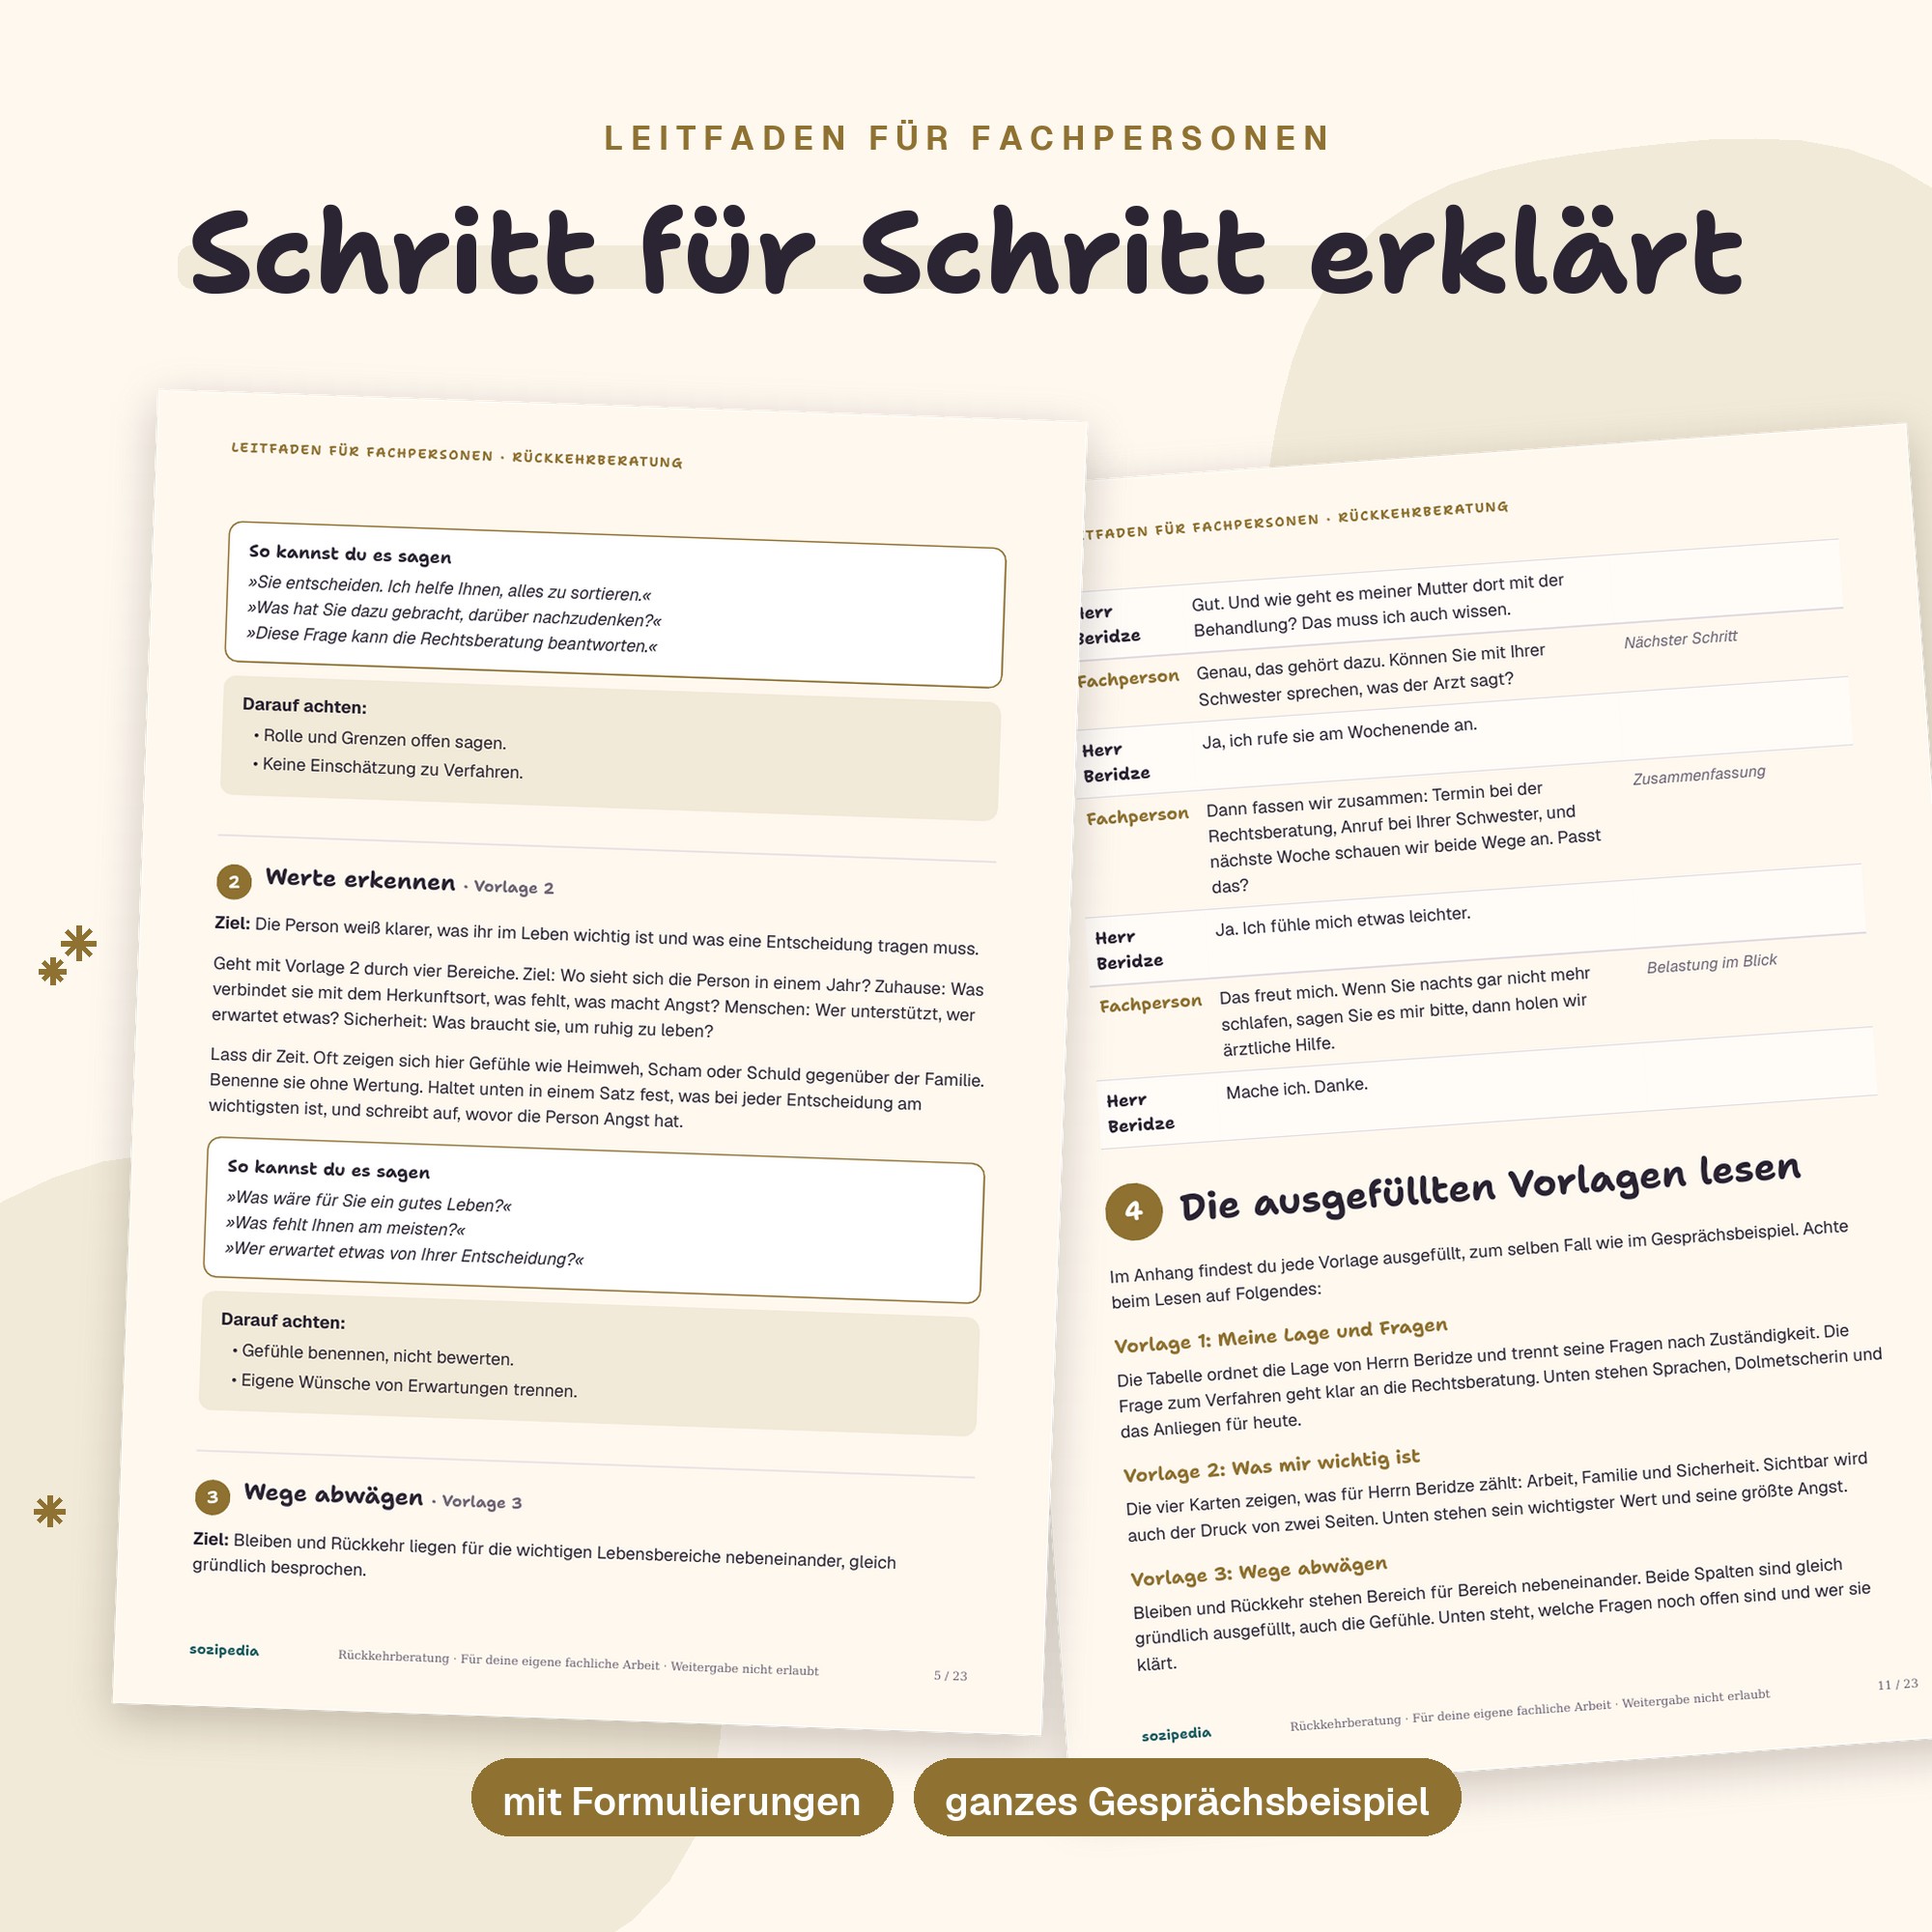 LEITFADEN FÜR FACHPERSONEN
Schritt für Schritt erklärt
LEITFADEN FÜR FACHPERSONEN · RÜCKKEHRBERATUNG
So kannst du es sagen
»Sie entscheiden. Ich helfe Ihnen, alles zu sortieren.«
»Was hat Sie dazu gebracht, darüber nachzudenken?«
»Diese Frage kann die Rechtsberatung beantworten.«
Darauf achten:
• Rolle und Grenzen offen sagen.
• Keine Einschätzung zu Verfahren.
2 Werte erkennen · Vorlage 2
Ziel: Die Person weiß klarer, was ihr im Leben wichtig ist und was eine Entscheidung tragen muss.
Geht mit Vorlage 2 durch vier Bereiche. Ziel: Wo sieht sich die Person in einem Jahr? Zuhause: Was
verbindet sie mit dem Herkunftsort, was fehlt, was macht Angst? Menschen: Wer unterstützt, wer
erwartet etwas? Sicherheit: Was braucht sie, um ruhig zu leben?
Lass dir Zeit. Oft zeigen sich hier Gefühle wie Heimweh, Scham oder Schuld gegenüber der Familie.
Benenne sie ohne Wertung. Haltet unten in einem Satz fest, was bei jeder Entscheidung am
wichtigsten ist, und schreibt auf, wovor die Person Angst hat.
So kannst du es sagen
»Was wäre für Sie ein gutes Leben?«
»Was fehlt Ihnen am meisten?«
»Wer erwartet etwas von Ihrer Entscheidung?«
Darauf achten:
• Gefühle benennen, nicht bewerten.
• Eigene Wünsche von Erwartungen trennen.
3 Wege abwägen · Vorlage 3
Ziel: Bleiben und Rückkehr liegen für die wichtigen Lebensbereiche nebeneinander, gleich
gründlich besprochen.
sozipedia
Rückkehrberatung · Für deine eigene fachliche Arbeit · Weitergabe nicht erlaubt
5 / 23
TFADEN FÜR FACHPERSONEN · RÜCKKEHRBERATUNG
Herr
Beridze
Gut. Und wie geht es meiner Mutter dort mit der
Behandlung? Das muss ich auch wissen.
Fachperson
Genau, das gehört dazu. Können Sie mit Ihrer
Schwester sprechen, was der Arzt sagt?
Nächster Schritt
Herr
Beridze
Ja, ich rufe sie am Wochenende an.
Fachperson
Dann fassen wir zusammen: Termin bei der
Rechtsberatung, Anruf bei Ihrer Schwester, und
nächste Woche schauen wir beide Wege an. Passt
das?
Zusammenfassung
Herr
Beridze
Ja. Ich fühle mich etwas leichter.
Fachperson
Das freut mich. Wenn Sie nachts gar nicht mehr
schlafen, sagen Sie es mir bitte, dann holen wir
ärztliche Hilfe.
Belastung im Blick
Herr
Beridze
Mache ich. Danke.
4 Die ausgefüllten Vorlagen lesen
Im Anhang findest du jede Vorlage ausgefüllt, zum selben Fall wie im Gesprächsbeispiel. Achte
beim Lesen auf Folgendes:
Vorlage 1: Meine Lage und Fragen
Die Tabelle ordnet die Lage von Herrn Beridze und trennt seine Fragen nach Zuständigkeit. Die
Frage zum Verfahren geht klar an die Rechtsberatung. Unten stehen Sprachen, Dolmetscherin und
das Anliegen für heute.
Vorlage 2: Was mir wichtig ist
Die vier Karten zeigen, was für Herrn Beridze zählt: Arbeit, Familie und Sicherheit. Sichtbar wird
auch der Druck von zwei Seiten. Unten stehen sein wichtigster Wert und seine größte Angst.
Vorlage 3: Wege abwägen
Bleiben und Rückkehr stehen Bereich für Bereich nebeneinander. Beide Spalten sind gleich
gründlich ausgefüllt, auch die Gefühle. Unten steht, welche Fragen noch offen sind und wer sie
klärt.
sozipedia
Rückkehrberatung · Für deine eigene fachliche Arbeit · Weitergabe nicht erlaubt
11 / 23
mit Formulierungen
ganzes Gesprächsbeispiel